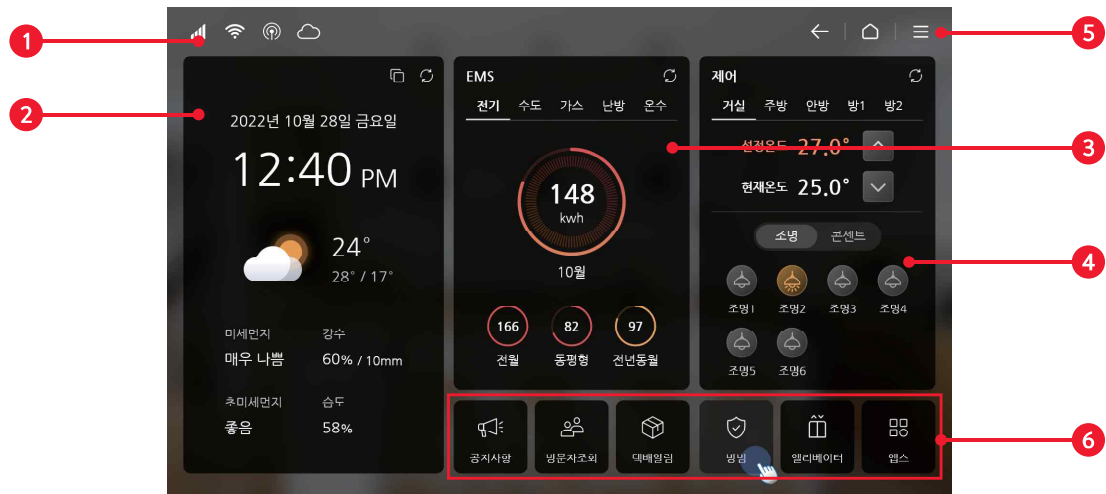 1
5
2
2022년 10월 28일 금요일
12:40 PM
24°
28° / 17°
미세먼지 강수
매우 나쁨 60% / 10mm
초미세먼지 습도
좋음 58%
EMS
전기 수도 가스 난방 온수
148
kwh
10월
166 82 97
전월 동평형 전년동월
3
제어
거실 주방 안방 방1 방2
설정온도 27.0°
현재온도 25.0°
조명 콘센트
4
조명1 조명2 조명3 조명4
조명5 조명6
공지사항 방문자조회 택배알림 방범 엘리베이터 앱스
6